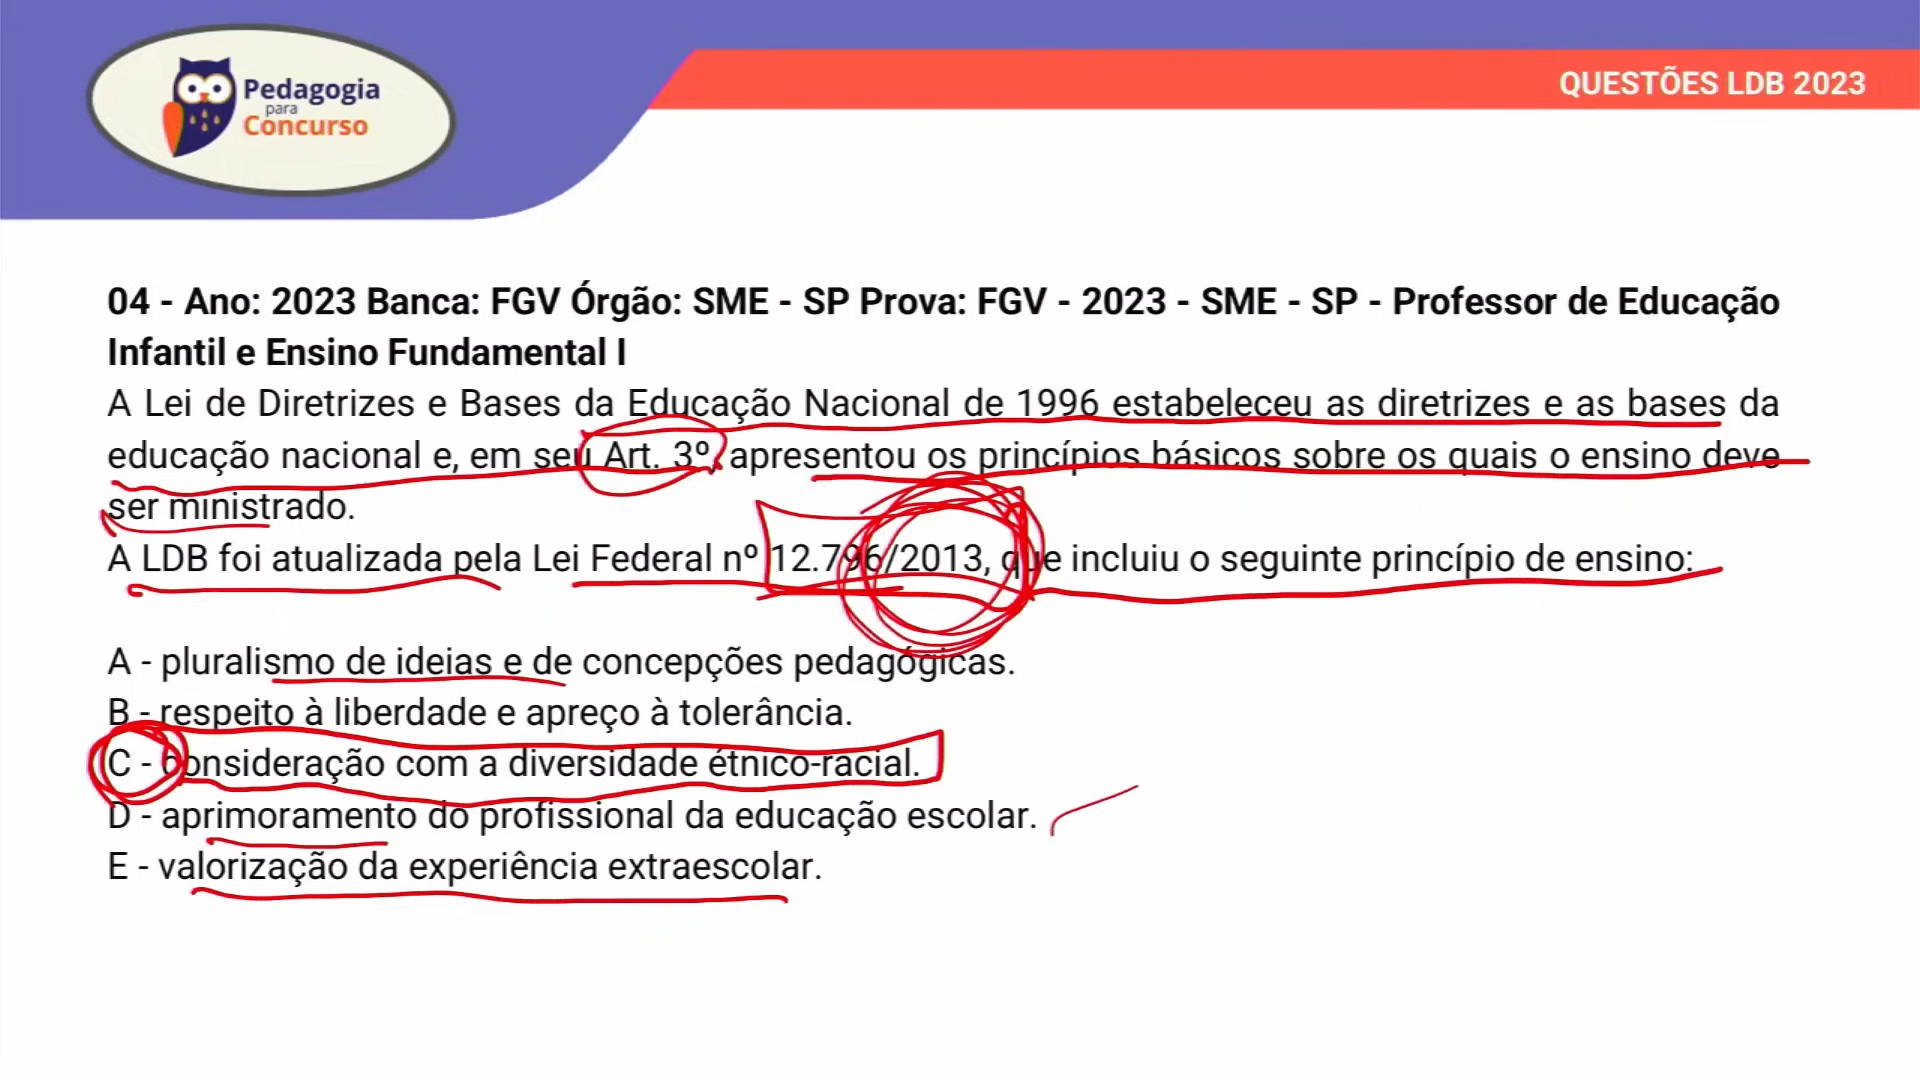 Pedagogia
para
Concurso
QUESTÕES LDB 2023
04 - Ano: 2023 Banca: FGV Órgão: SME - SP Prova: FGV - 2023 - SME - SP - Professor de Educação
Infantil e Ensino Fundamental I
A Lei de Diretrizes e Bases da Educação Nacional de 1996 estabeleceu as diretrizes e as bases da
educação nacional e, em seu Art. 3º, apresentou os princípios básicos sobre os quais o ensino deve
ser ministrado.
A LDB foi atualizada pela Lei Federal nº 12.796/2013, que incluiu o seguinte princípio de ensino:
A - pluralismo de ideias e de concepções pedagógicas.
B - respeito à liberdade e apreço à tolerância.
C - consideração com a diversidade étnico-racial.
D - aprimoramento do profissional da educação escolar.
E - valorização da experiência extraescolar.